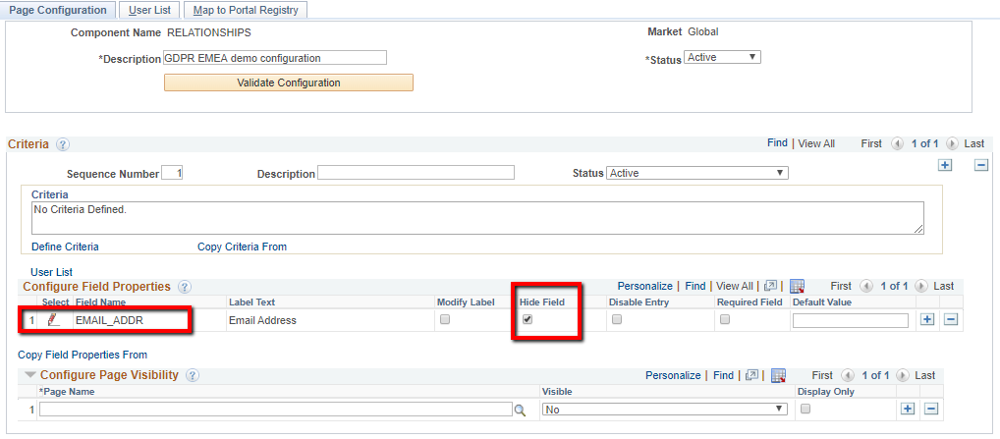 Page Configuration User List Map to Portal Registry
Component Name RELATIONSHIPS Market Global
*Description GDPR EMEA demo configuration *Status Active
Validate Configuration
Criteria ? Find | View All First 1 of 1 Last
Sequence Number 1 Description Status Active
Criteria
No Criteria Defined.
Define Criteria Copy Criteria From
User List
Configure Field Properties ? Personalize | Find | View All | | First 1 of 1 Last
Select Field Name Label Text Modify Label Hide Field Disable Entry Required Field Default Value
1 EMAIL_ADDR Email Address
Copy Field Properties From
Configure Page Visibility ? Personalize | Find | | First 1 of 1 Last
*Page Name Visible Display Only
1 No